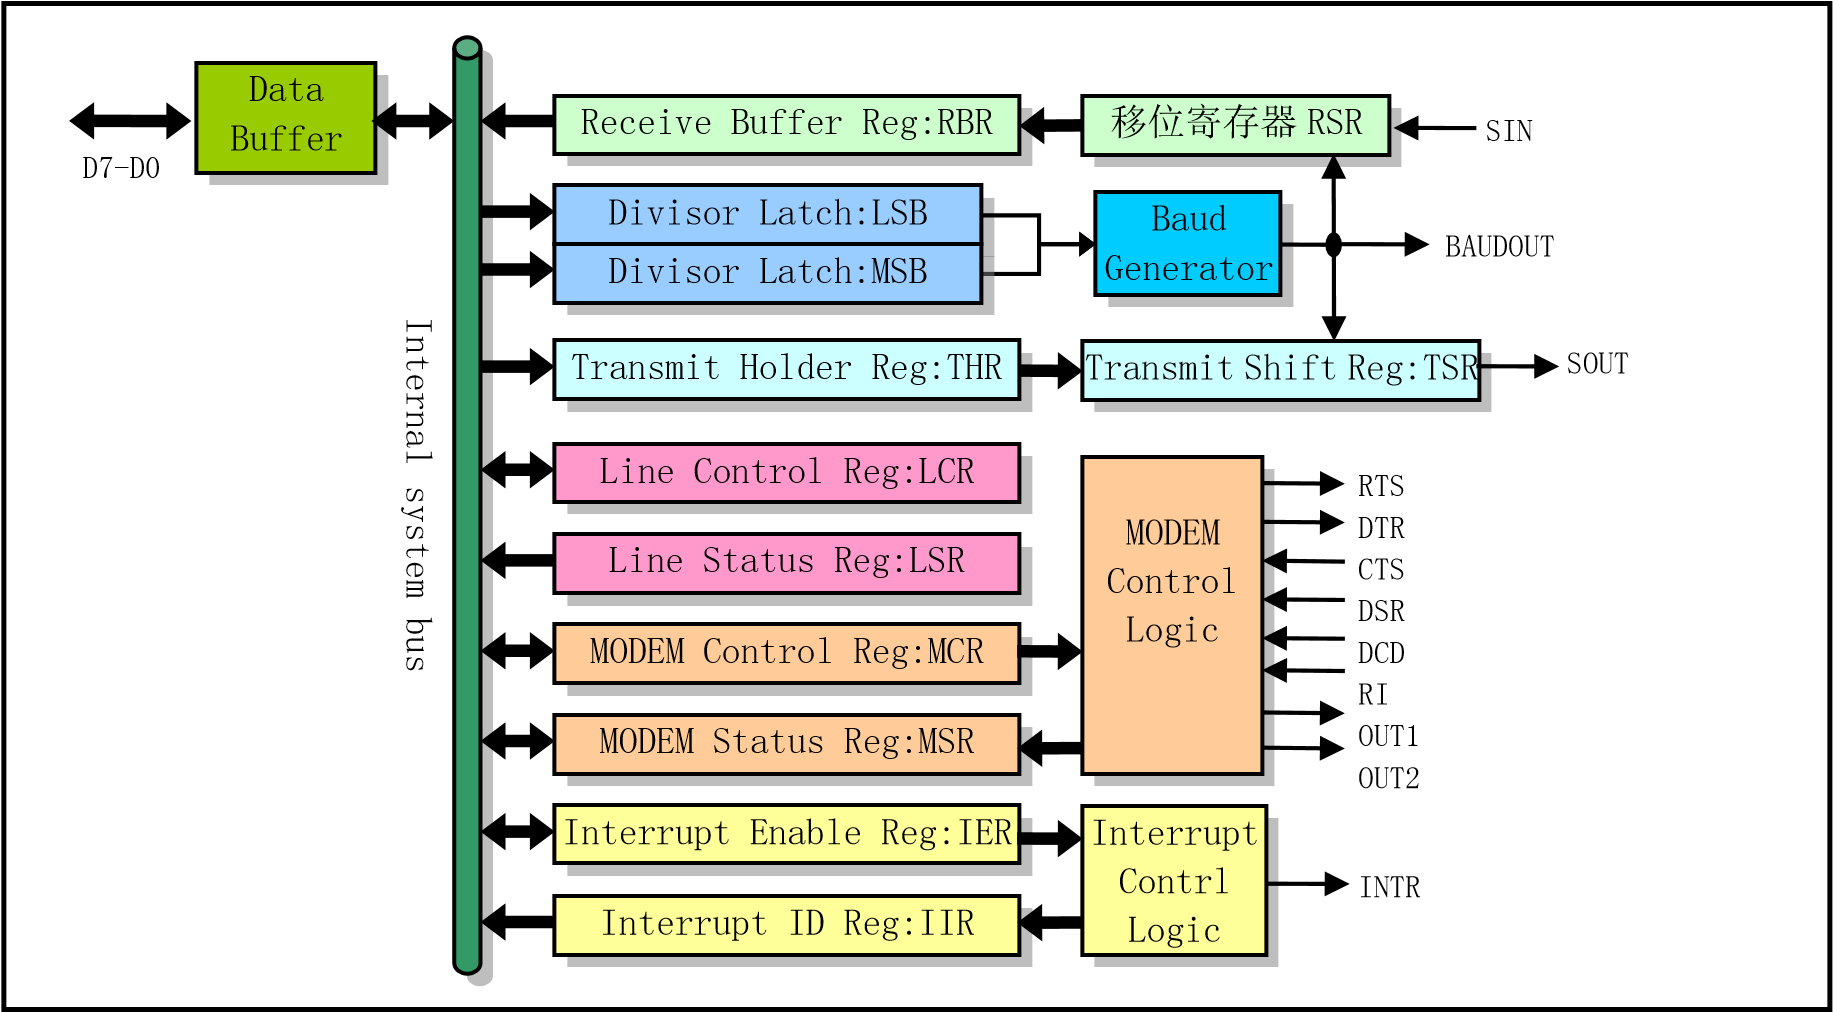 Data
Buffer
D7-D0
Internal system bus
Receive Buffer Reg:RBR
移位寄存器 RSR
SIN
Divisor Latch:LSB
Divisor Latch:MSB
Baud
Generator
BAUDOUT
Transmit Holder Reg:THR
Transmit Shift Reg:TSR
SOUT
Line Control Reg:LCR
Line Status Reg:LSR
MODEM Control Reg:MCR
MODEM Status Reg:MSR
MODEM
Control
Logic
RTS
DTR
CTS
DSR
DCD
RI
OUT1
OUT2
Interrupt Enable Reg:IER
Interrupt ID Reg:IIR
Interrupt
Contrl
Logic
INTR